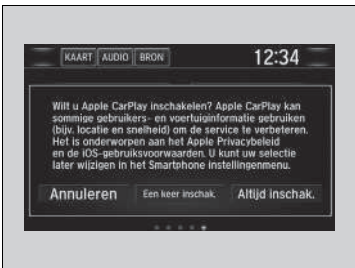 KAART AUDIO BRON 12:34
Wilt u Apple CarPlay inschakelen? Apple CarPlay kan
sommige gebruikers- en voertuiginformatie gebruiken
(bijv. locatie en snelheid) om de service te verbeteren.
Het is onderworpen aan het Apple Privacybeleid
en de iOS-gebruiksvoorwaarden. U kunt uw selectie
later wijzigen in het Smartphone instellingenmenu.
Annuleren Een keer inschak. Altijd inschak.